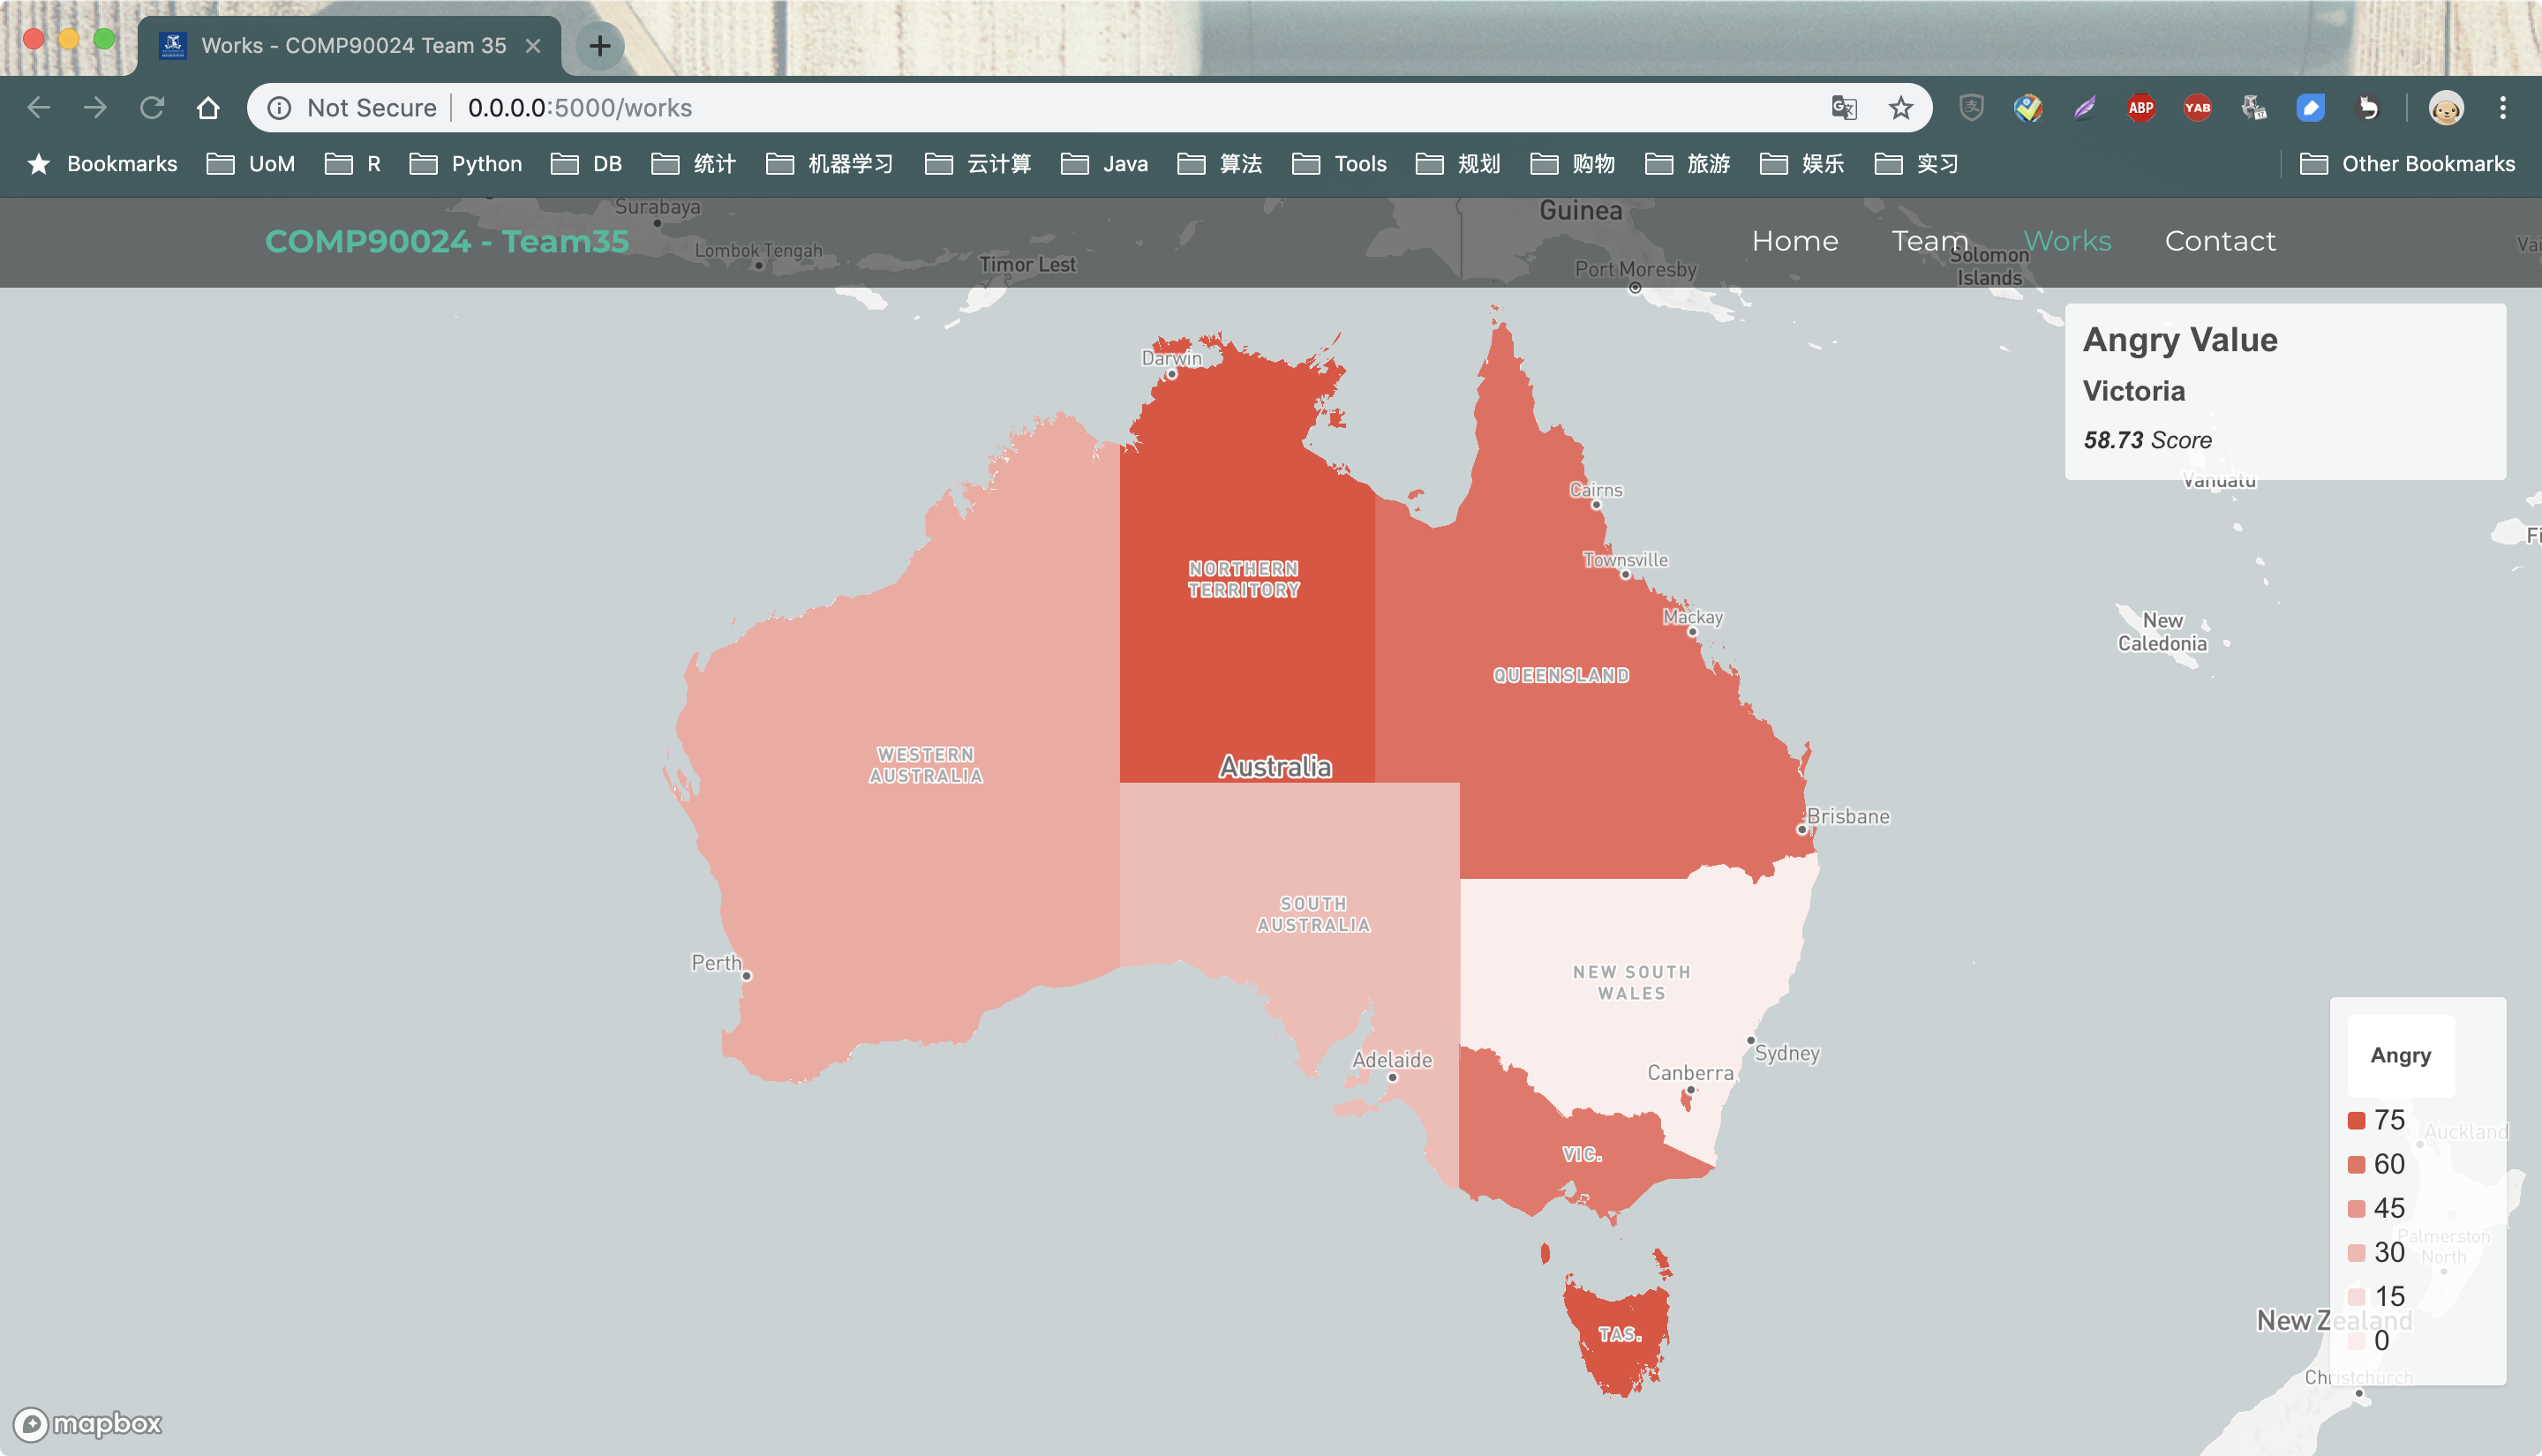 Works - COMP90024 Team 35
Not Secure
0.0.0.0:5000/works
ABP
YAB
17
Bookmarks
UoM
R
Python
DB
统计
机器学习
云计算
Java
算法
Tools
规划
购物
旅游
娱乐
实习
Other Bookmarks
COMP90024 - Team35
Home
Team
Works
Contact
Surabaya
Lombok Tengah
Timor Lest
Guinea
Port Moresby
Solomon
Islands
Vai
Angry Value
Victoria
58.73 Score
Vanuatu
Fi
New
Caledonia
Darwin
Cairns
Townsville
Mackay
NORTHERN
TERRITORY
QUEENSLAND
WESTERN
AUSTRALIA
Australia
Brisbane
SOUTH
AUSTRALIA
Perth
NEW SOUTH
WALES
Sydney
Canberra
Adelaide
VIC.
TAS.
Angry
75
60
45
30
15
0
Auckland
Palmerston
North
New Zealand
Christchurch
mapbox